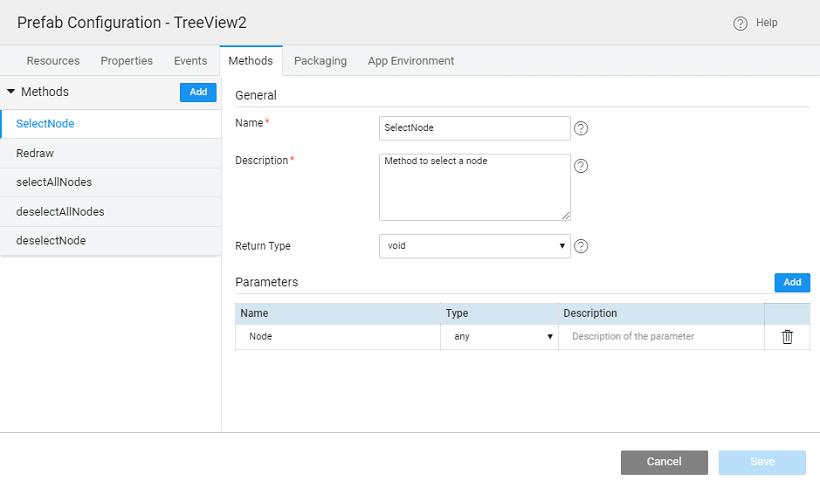 Prefab Configuration - TreeView2
? Help
Resources Properties Events Methods Packaging App Environment
Methods Add
SelectNode
Redraw
selectAllNodes
deselectAllNodes
deselectNode
General
Name* SelectNode ?
Description* Method to select a node ?
Return Type void ?
Parameters Add
Name Type Description
Node any Description of the parameter
Cancel Save